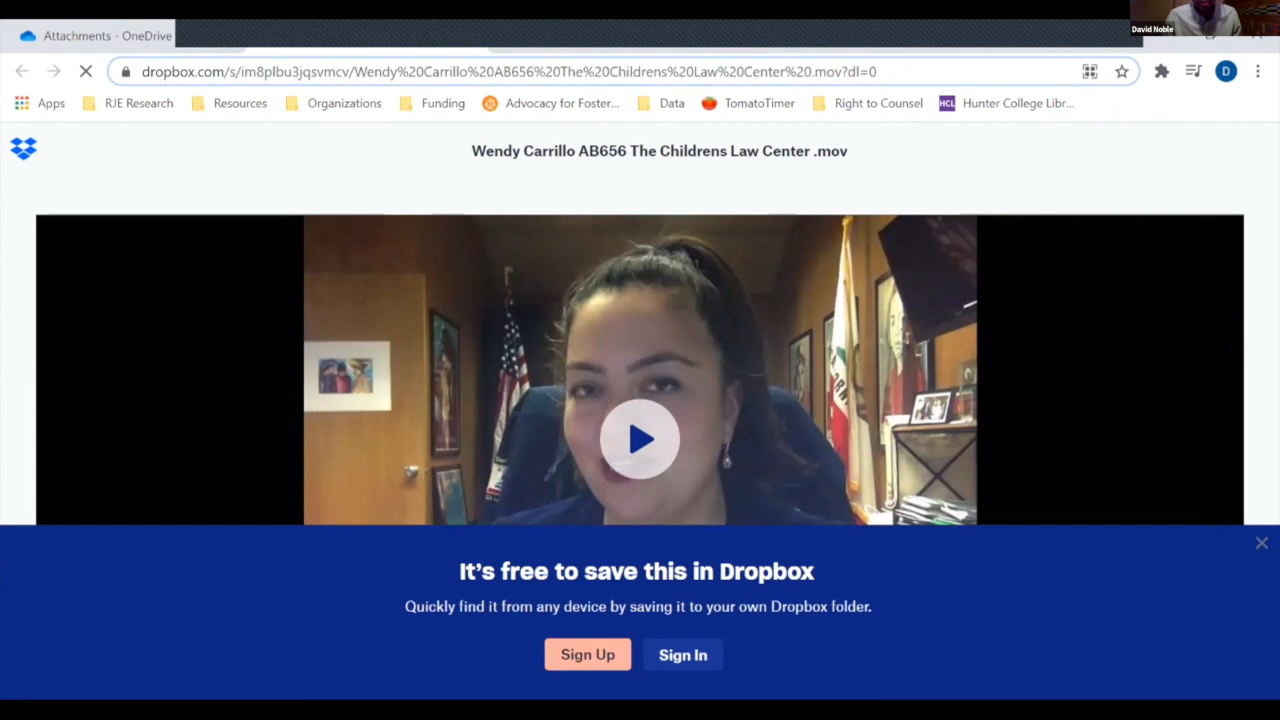 David Noble
Attachments - OneDrive
dropbox.com/s/im8plbu3jqsvmcv/Wendy%20Carrillo%20AB656%20The%20Childrens%20Law%20Center%20.mov?dl=0
D
Apps RJE Research Resources Organizations Funding Advocacy for Foster... Data TomatoTimer Right to Counsel HCL Hunter College Libr...
Wendy Carrillo AB656 The Childrens Law Center .mov
It's free to save this in Dropbox
Quickly find it from any device by saving it to your own Dropbox folder.
Sign Up Sign In